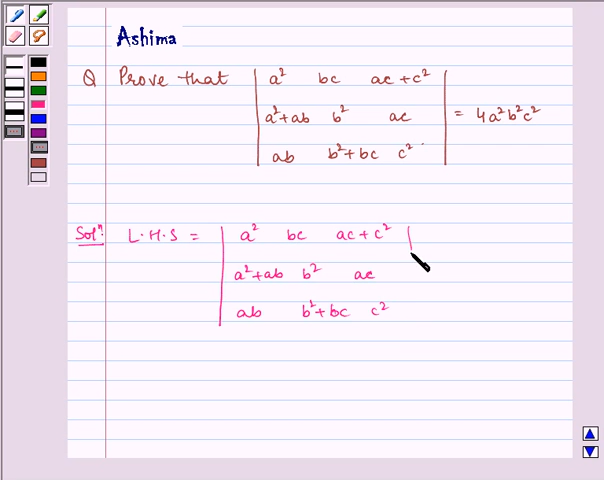 Ashima
Q Prove that | a² bc ac + c² |
| a²+ab b² ac | = 4a²b²c²
| ab b²+bc c² |
Solⁿ: L.H.S = | a² bc ac + c² |
| a²+ab b² ac
| ab b²+bc c²